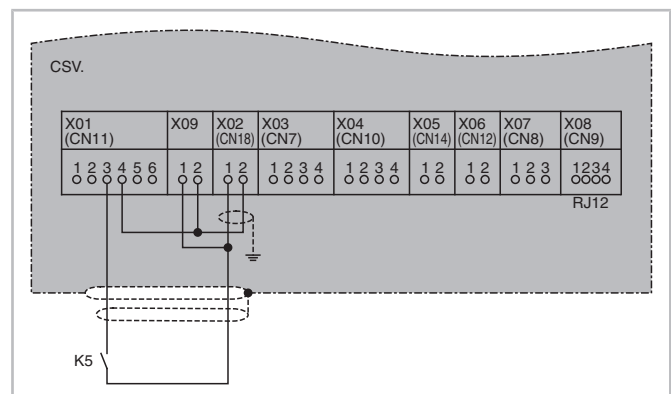 CSV.
X01 X09 X02 X03 X04 X05 X06 X07 X08
(CN11) (CN18) (CN7) (CN10) (CN14) (CN12) (CN8) (CN9)
1 2 3 4 5 6 1 2 1 2 1 2 3 4 1 2 3 4 1 2 1 2 1 2 3 1234
RJ12
K5